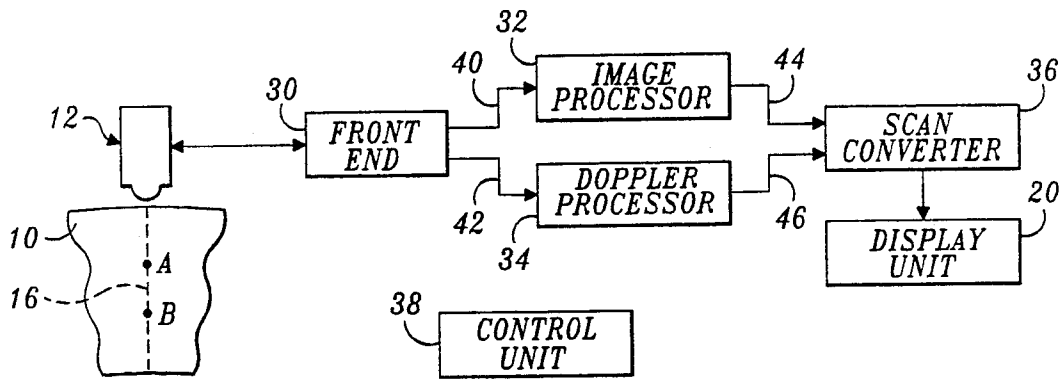 32
40
IMAGE
PROCESSOR
44
36
12
30
FRONT
END
SCAN
CONVERTER
42
34
DOPPLER
PROCESSOR
46
20
DISPLAY
UNIT
10
A
16
B
38
CONTROL
UNIT